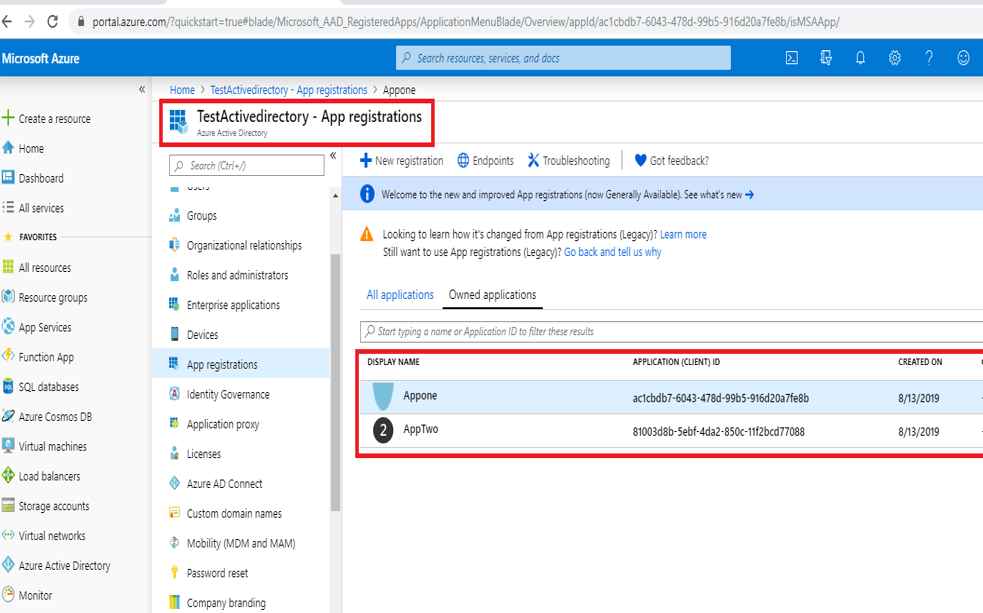 portal.azure.com/?quickstart=true#blade/Microsoft_AAD_RegisteredApps/ApplicationMenuBlade/Overview/appId/ac1cbdb7-6043-478d-99b5-916d20a7fe8b/isMSAApp/
Microsoft Azure
Search resources, services, and docs
«
Create a resource
Home
Dashboard
All services
FAVORITES
All resources
Resource groups
App Services
Function App
SQL databases
Azure Cosmos DB
Virtual machines
Load balancers
Storage accounts
Virtual networks
Azure Active Directory
Monitor
Home > TestActivedirectory - App registrations > Appone
TestActivedirectory - App registrations
Azure Active Directory
Search (Ctrl+/)
«
Users
Groups
Organizational relationships
Roles and administrators
Enterprise applications
Devices
App registrations
Identity Governance
Application proxy
Licenses
Azure AD Connect
Custom domain names
Mobility (MDM and MAM)
Password reset
Company branding
New registration Endpoints Troubleshooting Got feedback?
Welcome to the new and improved App registrations (now Generally Available). See what's new →
Looking to learn how it's changed from App registrations (Legacy)? Learn more
Still want to use App registrations (Legacy)? Go back and tell us why
All applications Owned applications
Start typing a name or Application ID to filter these results
DISPLAY NAME APPLICATION (CLIENT) ID CREATED ON
Appone ac1cbdb7-6043-478d-99b5-916d20a7fe8b 8/13/2019
2 AppTwo 81003d8b-5ebf-4da2-850c-11f2bcd77088 8/13/2019